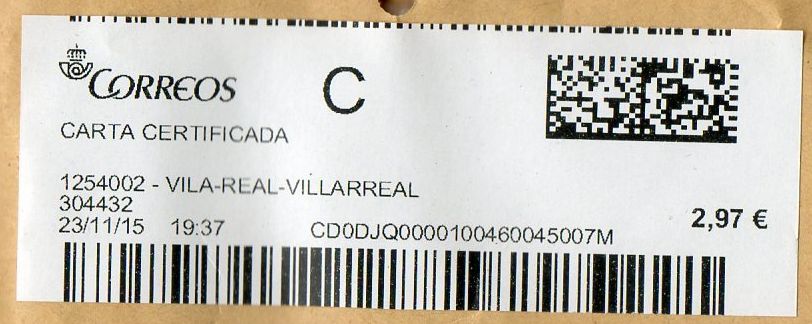 CORREOS
C
CARTA CERTIFICADA
1254002 - VILA-REAL-VILLARREAL
304432
23/11/15 19:37 CD0DJQ0000100460045007M
2,97 €